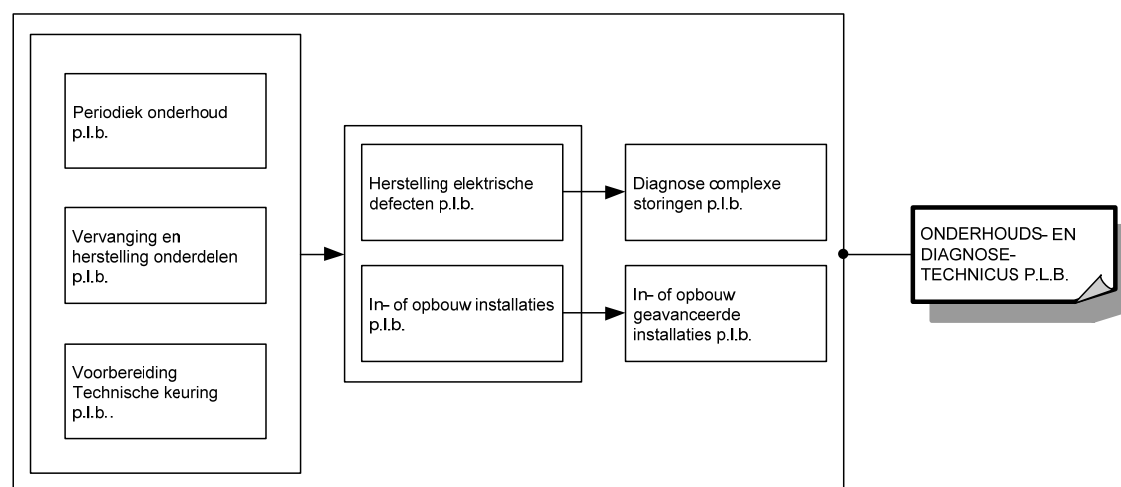 Periodiek onderhoud
p.l.b.
Vervanging en
herstelling onderdelen
p.l.b.
Voorbereiding
Technische keuring
p.l.b..
Herstelling elektrische
defecten p.l.b.
In- of opbouw installaties
p.l.b.
Diagnose complexe
storingen p.l.b.
In- of opbouw
geavanceerde
installaties p.l.b.
ONDERHOUDS- EN
DIAGNOSE-
TECHNICUS P.L.B.